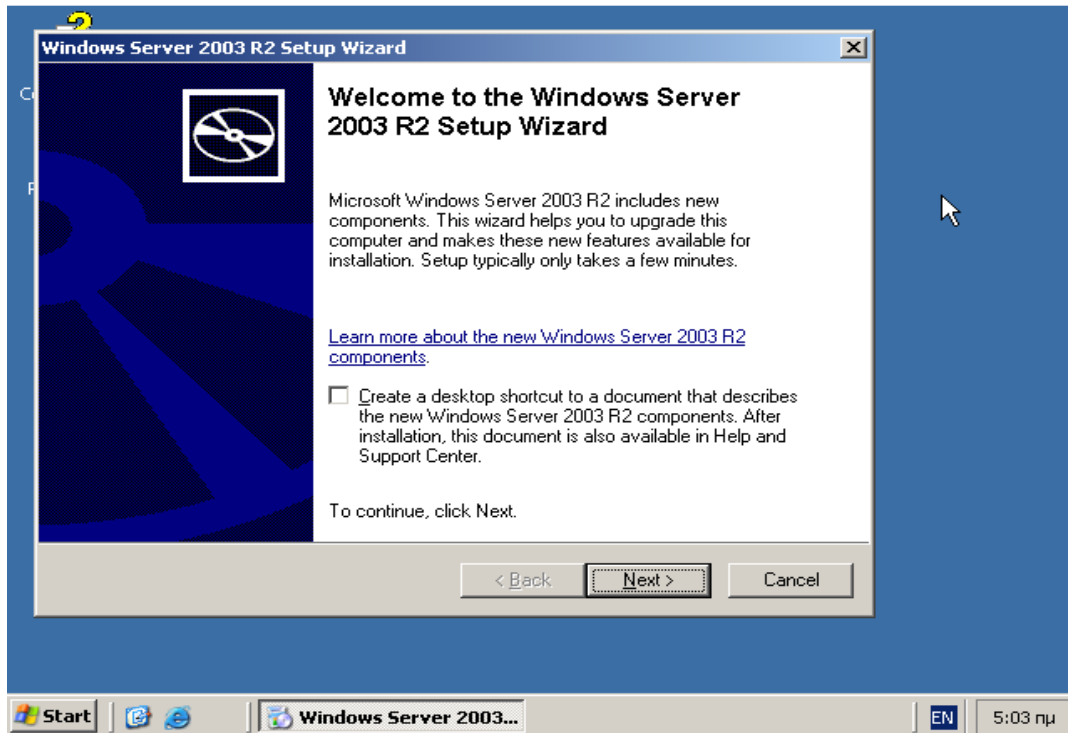 Windows Server 2003 R2 Setup Wizard
Welcome to the Windows Server
2003 R2 Setup Wizard
Microsoft Windows Server 2003 R2 includes new
components. This wizard helps you to upgrade this
computer and makes these new features available for
installation. Setup typically only takes a few minutes.
Learn more about the new Windows Server 2003 R2
components.
Create a desktop shortcut to a document that describes
the new Windows Server 2003 R2 components. After
installation, this document is also available in Help and
Support Center.
To continue, click Next.
< Back Next > Cancel
Start Windows Server 2003... EN 5:03 πμ